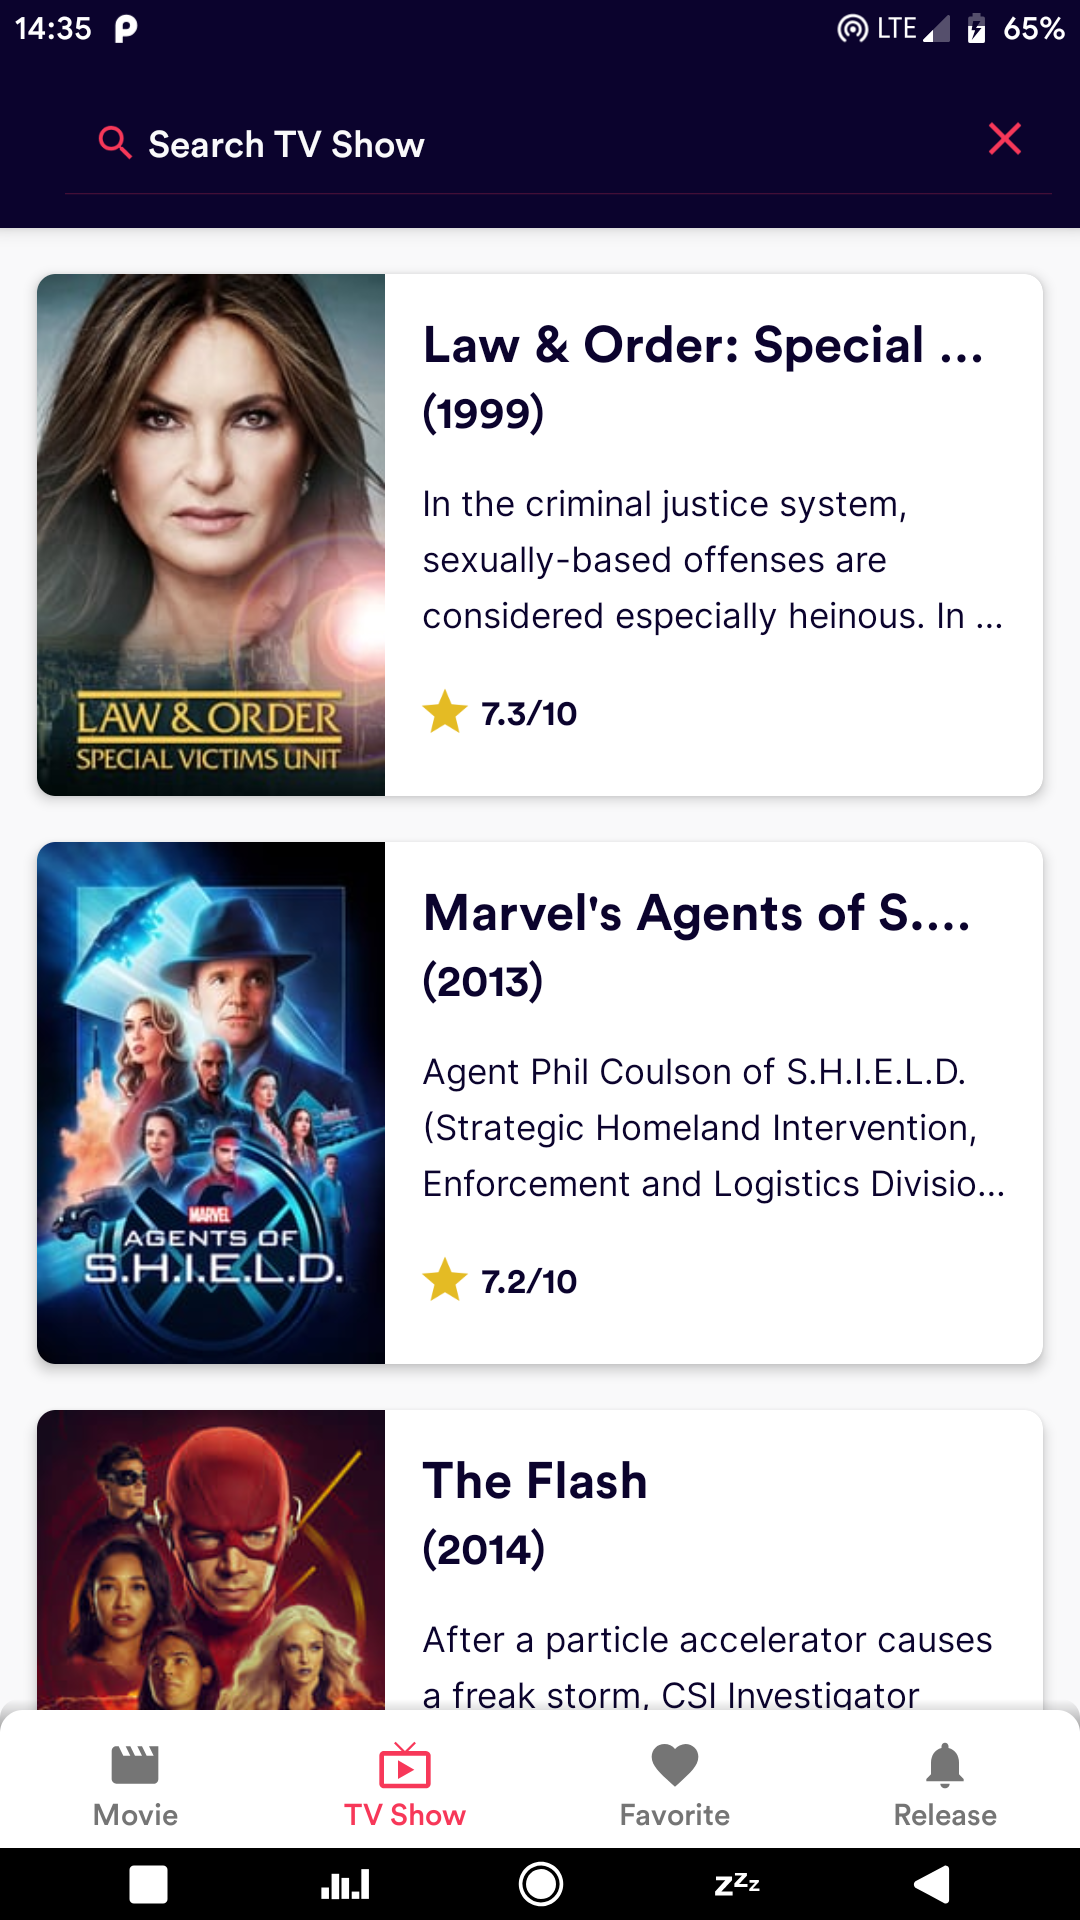 14:35
LTE
65%
Search TV Show
Law & Order: Special ...
(1999)
In the criminal justice system,
sexually-based offenses are
considered especially heinous. In ...
7.3/10
LAW & ORDER
SPECIAL VICTIMS UNIT
Marvel's Agents of S....
(2013)
Agent Phil Coulson of S.H.I.E.L.D.
(Strategic Homeland Intervention,
Enforcement and Logistics Divisio...
7.2/10
MARVEL
AGENTS OF
S.H.I.E.L.D.
The Flash
(2014)
After a particle accelerator causes
a freak storm, CSI Investigator
Movie
TV Show
Favorite
Release
zzz